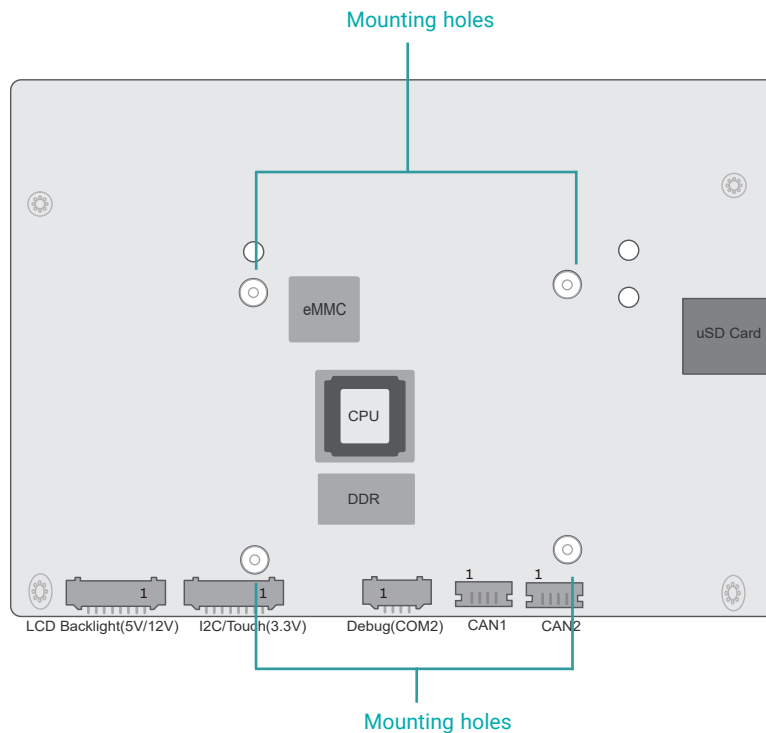 Mounting holes
eMMC
uSD Card
CPU
DDR
1
1
1
1
1
LCD Backlight(5V/12V)
I2C/Touch(3.3V)
Debug(COM2)
CAN1
CAN2
Mounting holes